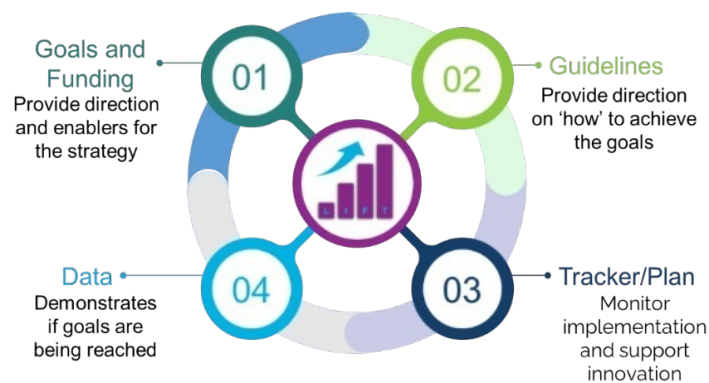 Goals and
Funding
Provide direction
and enablers for
the strategy
01
02
Guidelines
Provide direction
on ‘how’ to achieve
the goals
L I F T
Data
Demonstrates
if goals are
being reached
04
03
Tracker/Plan
Monitor
implementation
and support
innovation